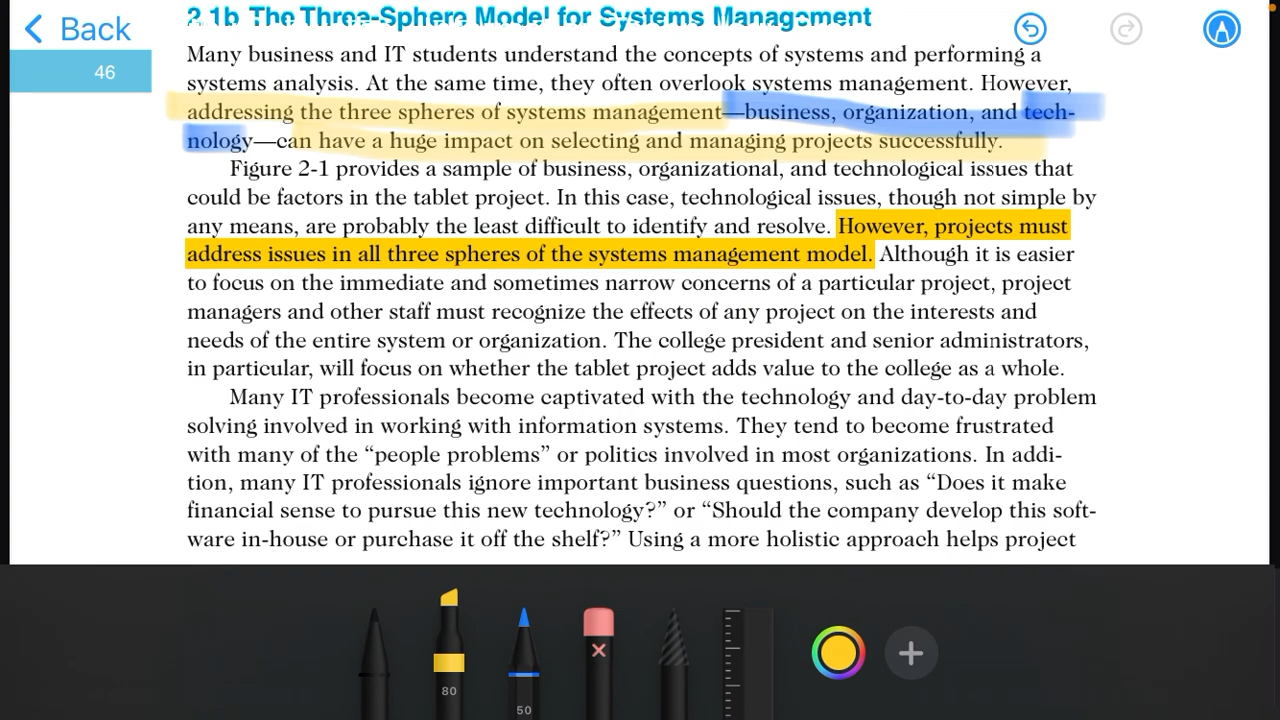 2.1b The Three-Sphere Model for Systems Management
Back
46
Many business and IT students understand the concepts of systems and performing a
systems analysis. At the same time, they often overlook systems management. However,
addressing the three spheres of systems management—business, organization, and tech-
nology—can have a huge impact on selecting and managing projects successfully.
Figure 2-1 provides a sample of business, organizational, and technological issues that
could be factors in the tablet project. In this case, technological issues, though not simple by
any means, are probably the least difficult to identify and resolve. However, projects must
address issues in all three spheres of the systems management model. Although it is easier
to focus on the immediate and sometimes narrow concerns of a particular project, project
managers and other staff must recognize the effects of any project on the interests and
needs of the entire system or organization. The college president and senior administrators,
in particular, will focus on whether the tablet project adds value to the college as a whole.
Many IT professionals become captivated with the technology and day-to-day problem
solving involved in working with information systems. They tend to become frustrated
with many of the “people problems” or politics involved in most organizations. In addi-
tion, many IT professionals ignore important business questions, such as “Does it make
financial sense to pursue this new technology?” or “Should the company develop this soft-
ware in-house or purchase it off the shelf?” Using a more holistic approach helps project
80
50